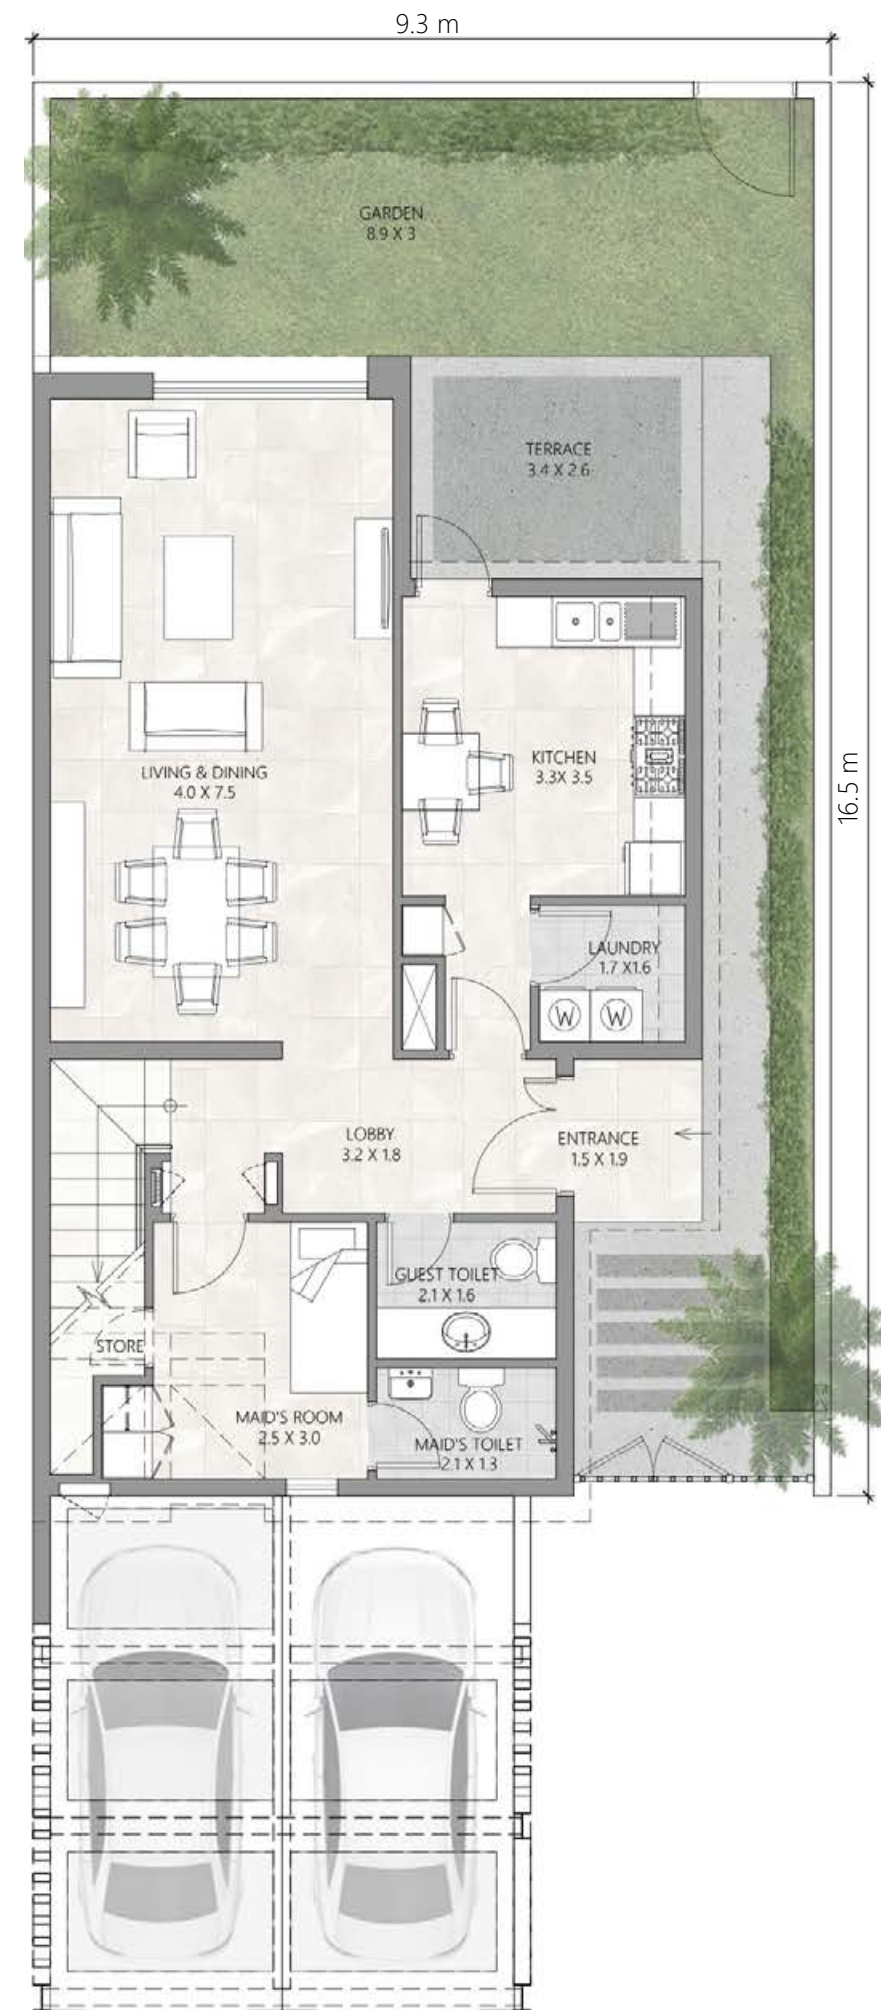 9.3 m
GARDEN
8.9 X 3
TERRACE
3.4 X 2.6
KITCHEN
3.3X 3.5
LIVING & DINING
4.0 X 7.5
16.5 m
LAUNDRY
1.7 X1.6
W W
LOBBY
3.2 X 1.8
ENTRANCE
1.5 X 1.9
GUEST TOILET
2.1 X 1.6
STORE
MAID'S ROOM
2.5 X 3.0
MAID'S TOILET
2.1 X 1.3